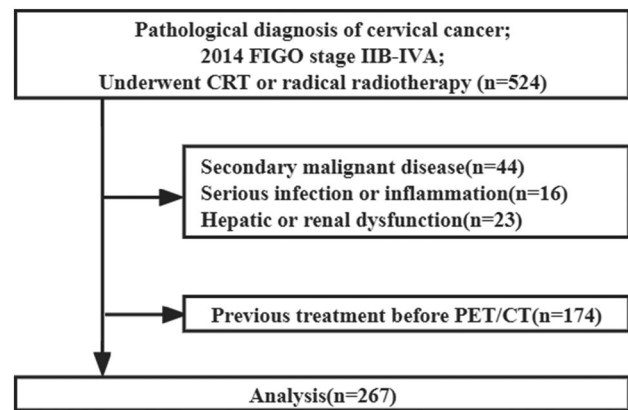 Pathological diagnosis of cervical cancer;
2014 FIGO stage IIB-IVA;
Underwent CRT or radical radiotherapy (n=524)
Secondary malignant disease(n=44)
Serious infection or inflammation(n=16)
Hepatic or renal dysfunction(n=23)
Previous treatment before PET/CT(n=174)
Analysis(n=267)